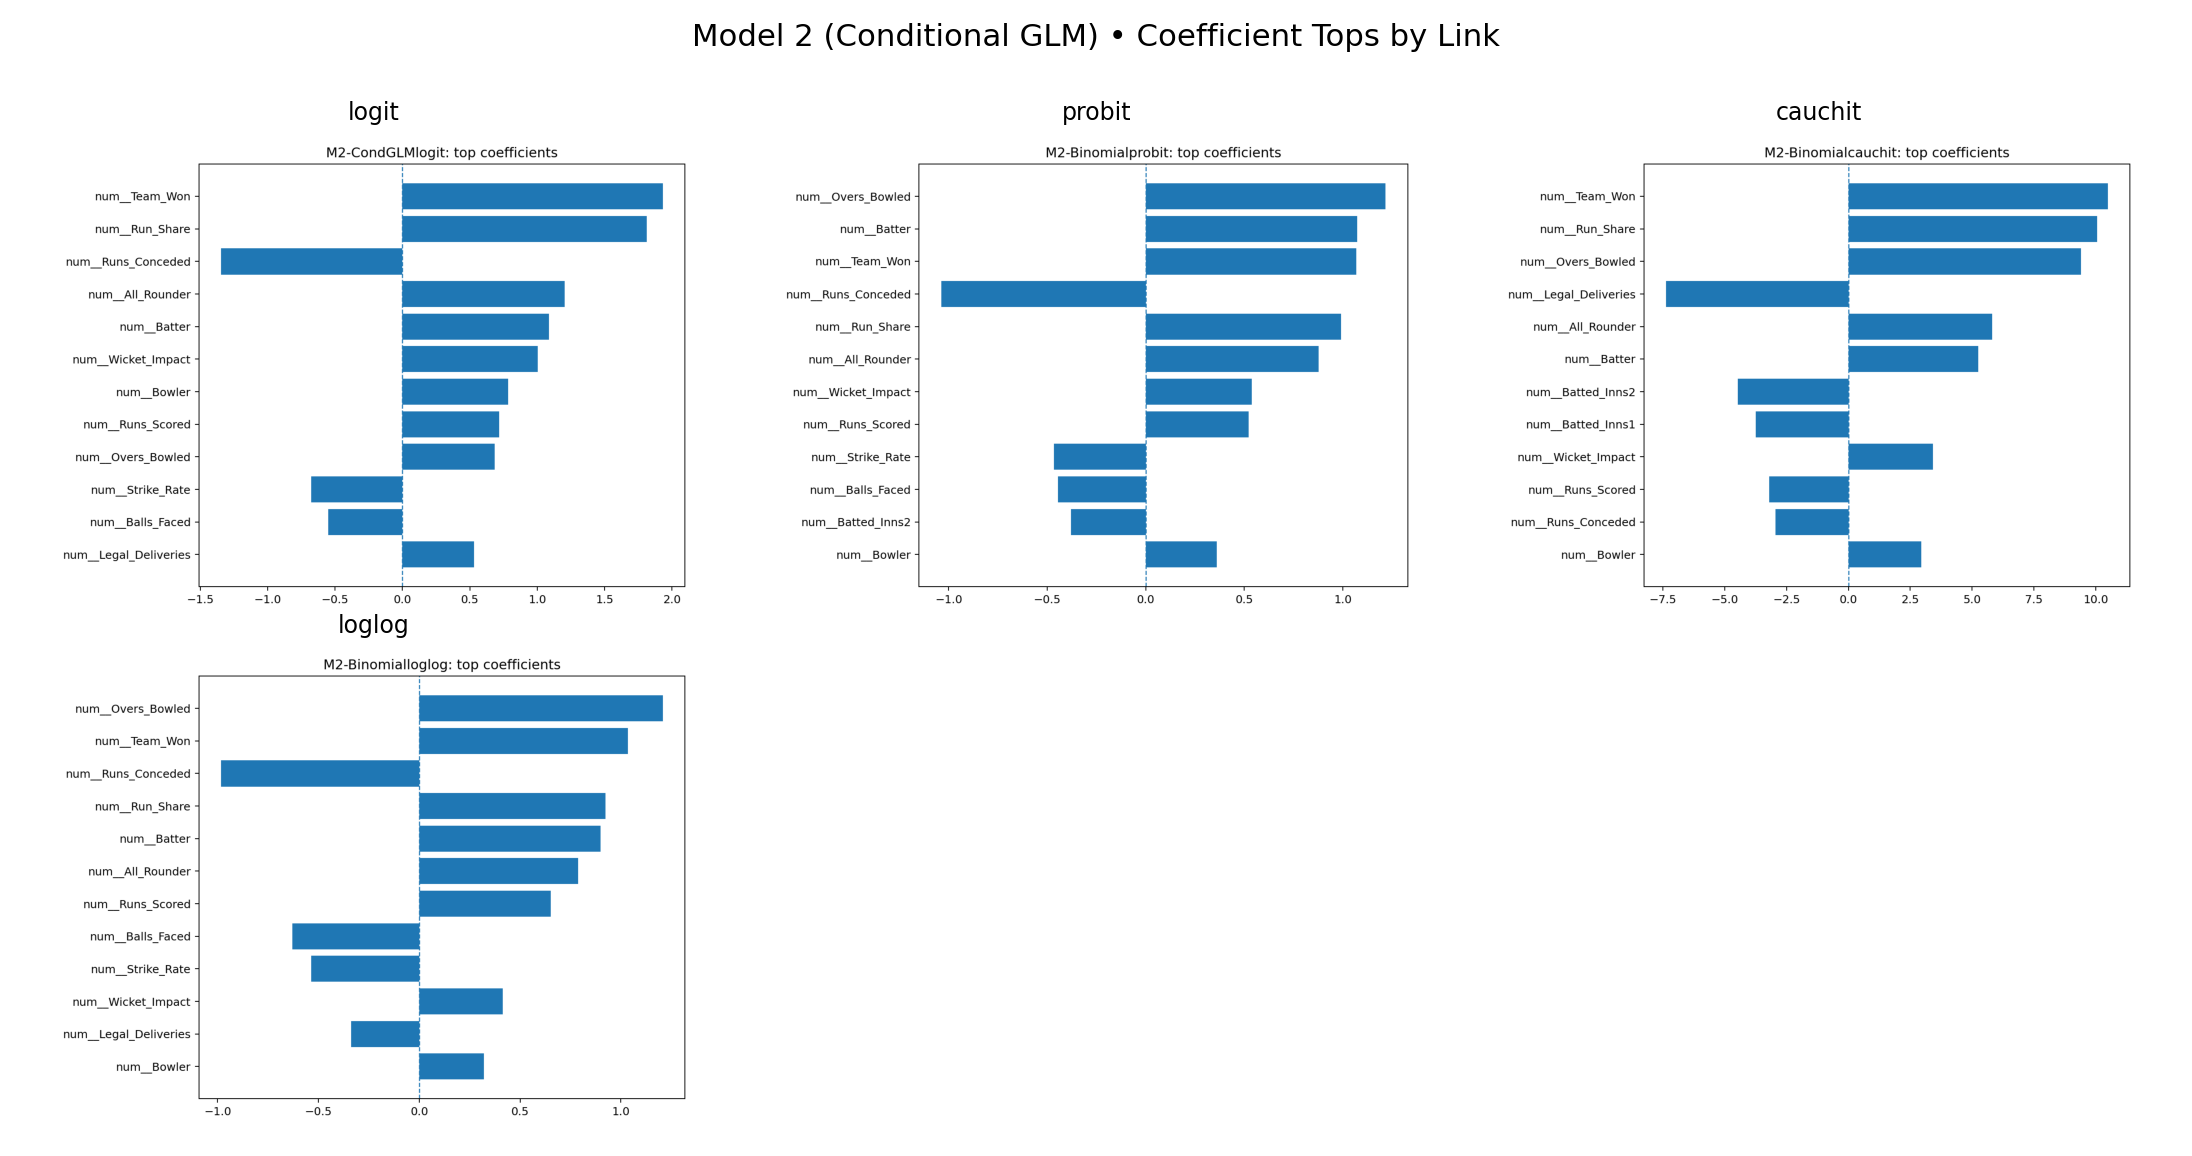 Model 2 (Conditional GLM) • Coefficient Tops by Link
logit
M2-CondGLMlogit: top coefficients
num__Team_Won
num__Run_Share
num__Runs_Conceded
num__All_Rounder
num__Batter
num__Wicket_Impact
num__Bowler
num__Runs_Scored
num__Overs_Bowled
num__Strike_Rate
num__Balls_Faced
num__Legal_Deliveries
−1.5 −1.0 −0.5 0.0 0.5 1.0 1.5 2.0
probit
M2-Binomialprobit: top coefficients
num__Overs_Bowled
num__Batter
num__Team_Won
num__Runs_Conceded
num__Run_Share
num__All_Rounder
num__Wicket_Impact
num__Runs_Scored
num__Strike_Rate
num__Balls_Faced
num__Batted_Inns2
num__Bowler
−1.0 −0.5 0.0 0.5 1.0
cauchit
M2-Binomialcauchit: top coefficients
num__Team_Won
num__Run_Share
num__Overs_Bowled
num__Legal_Deliveries
num__All_Rounder
num__Batter
num__Batted_Inns2
num__Batted_Inns1
num__Wicket_Impact
num__Runs_Scored
num__Runs_Conceded
num__Bowler
−7.5 −5.0 −2.5 0.0 2.5 5.0 7.5 10.0
loglog
M2-Binomialloglog: top coefficients
num__Overs_Bowled
num__Team_Won
num__Runs_Conceded
num__Run_Share
num__Batter
num__All_Rounder
num__Runs_Scored
num__Balls_Faced
num__Strike_Rate
num__Wicket_Impact
num__Legal_Deliveries
num__Bowler
−1.0 −0.5 0.0 0.5 1.0